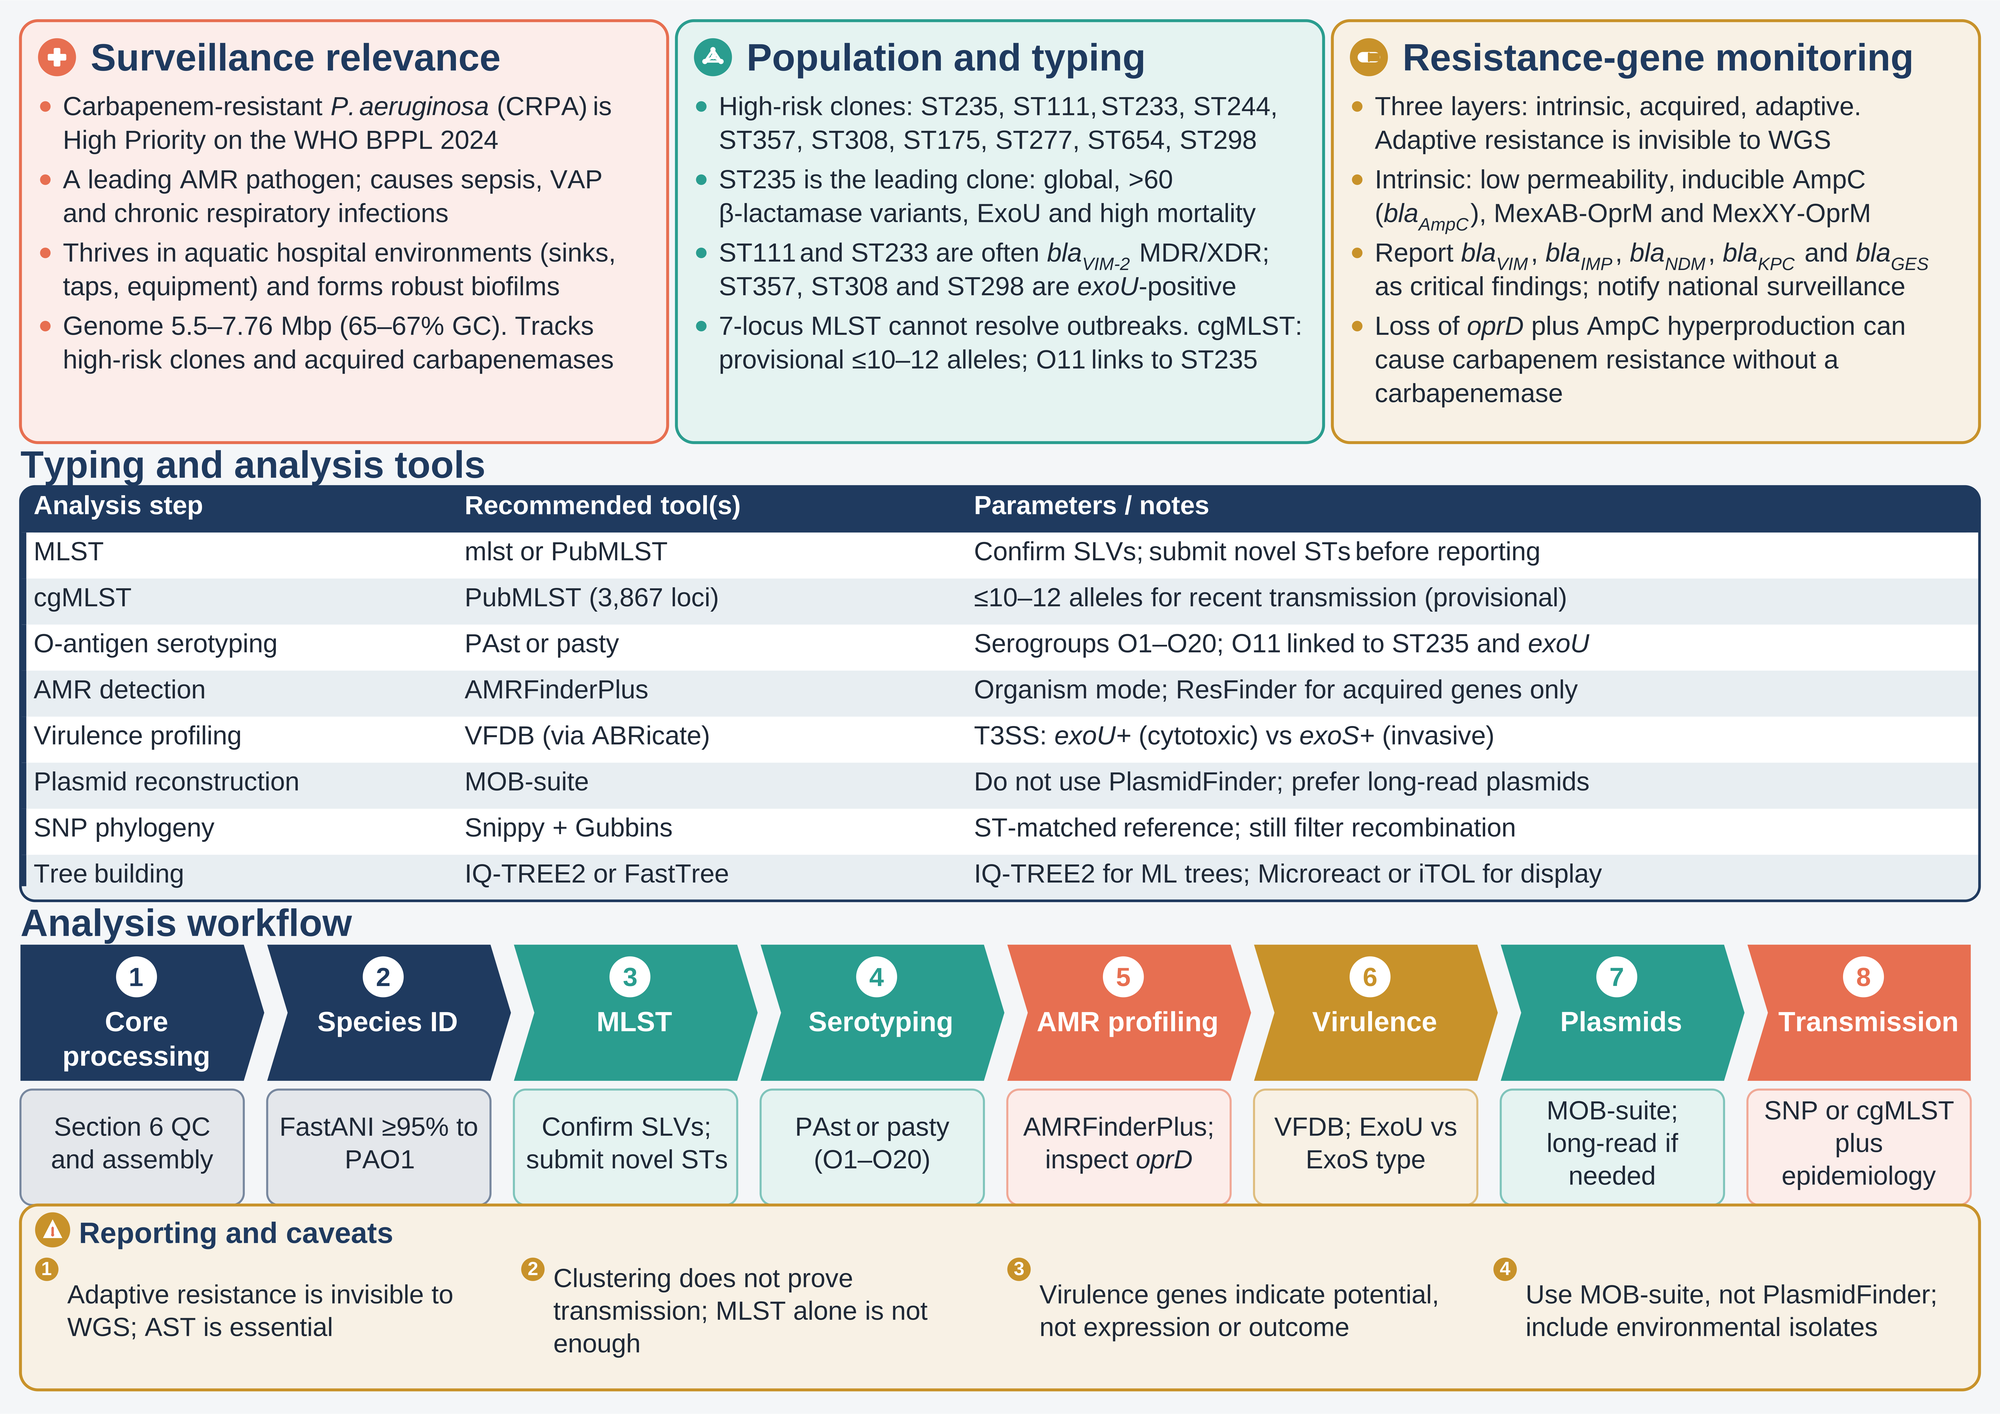 Surveillance relevance
Carbapenem-resistant P. aeruginosa (CRPA) is
High Priority on the WHO BPPL 2024
A leading AMR pathogen; causes sepsis, VAP
and chronic respiratory infections
Thrives in aquatic hospital environments (sinks,
taps, equipment) and forms robust biofilms
Genome 5.5–7.76 Mbp (65–67% GC). Tracks
high-risk clones and acquired carbapenemases
Population and typing
High-risk clones: ST235, ST111, ST233, ST244,
ST357, ST308, ST175, ST277, ST654, ST298
ST235 is the leading clone: global, >60
β-lactamase variants, ExoU and high mortality
ST111 and ST233 are often blaVIM-2 MDR/XDR;
ST357, ST308 and ST298 are exoU-positive
7-locus MLST cannot resolve outbreaks. cgMLST:
provisional ≤10–12 alleles; O11 links to ST235
Resistance-gene monitoring
Three layers: intrinsic, acquired, adaptive.
Adaptive resistance is invisible to WGS
Intrinsic: low permeability, inducible AmpC
(blaAmpC), MexAB-OprM and MexXY-OprM
Report blaVIM, blaIMP, blaNDM, blaKPC and blaGES
as critical findings; notify national surveillance
Loss of oprD plus AmpC hyperproduction can
cause carbapenem resistance without a
carbapenemase
Typing and analysis tools
Analysis step Recommended tool(s) Parameters / notes
MLST mlst or PubMLST Confirm SLVs; submit novel STs before reporting
cgMLST PubMLST (3,867 loci) ≤10–12 alleles for recent transmission (provisional)
O-antigen serotyping PAst or pasty Serogroups O1–O20; O11 linked to ST235 and exoU
AMR detection AMRFinderPlus Organism mode; ResFinder for acquired genes only
Virulence profiling VFDB (via ABRicate) T3SS: exoU+ (cytotoxic) vs exoS+ (invasive)
Plasmid reconstruction MOB-suite Do not use PlasmidFinder; prefer long-read plasmids
SNP phylogeny Snippy + Gubbins ST-matched reference; still filter recombination
Tree building IQ-TREE2 or FastTree IQ-TREE2 for ML trees; Microreact or iTOL for display
Analysis workflow
1
Core
processing
Section 6 QC
and assembly
2
Species ID
FastANI ≥95% to
PAO1
3
MLST
Confirm SLVs;
submit novel STs
4
Serotyping
PAst or pasty
(O1–O20)
5
AMR profiling
AMRFinderPlus;
inspect oprD
6
Virulence
VFDB; ExoU vs
ExoS type
7
Plasmids
MOB-suite;
long-read if
needed
8
Transmission
SNP or cgMLST
plus
epidemiology
Reporting and caveats
1
Adaptive resistance is invisible to
WGS; AST is essential
2
Clustering does not prove
transmission; MLST alone is not
enough
3
Virulence genes indicate potential,
not expression or outcome
4
Use MOB-suite, not PlasmidFinder;
include environmental isolates